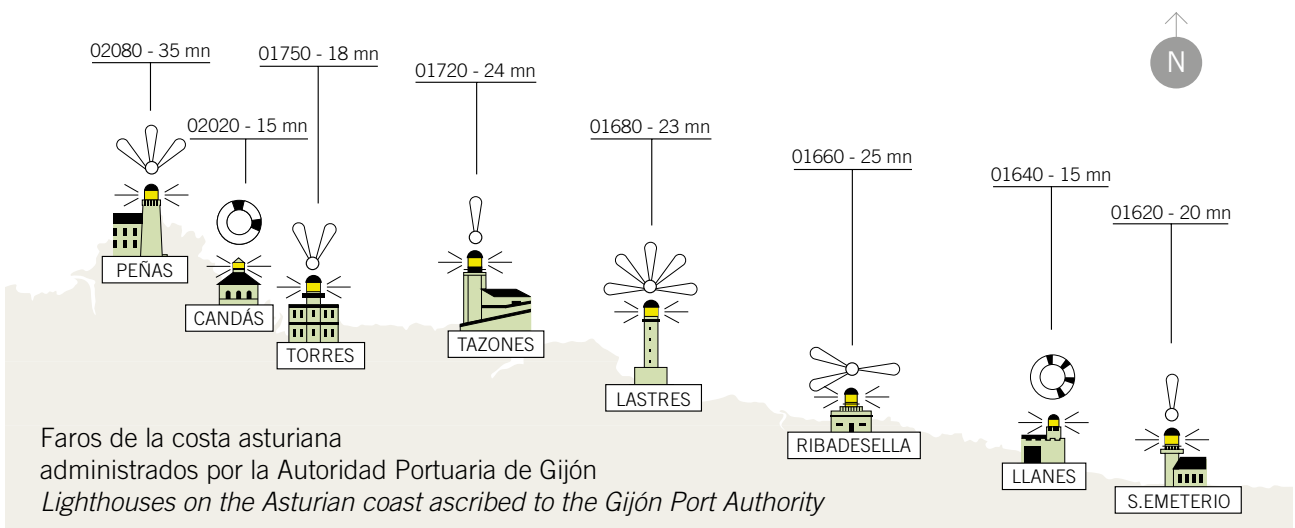 02080 - 35 mn
01750 - 18 mn
01720 - 24 mn
N
02020 - 15 mn
01680 - 23 mn
01660 - 25 mn
01640 - 15 mn
01620 - 20 mn
PEÑAS
CANDÁS
TORRES
TAZONES
LASTRES
RIBADESELLA
LLANES
S.EMETERIO
Faros de la costa asturiana
administrados por la Autoridad Portuaria de Gijón
Lighthouses on the Asturian coast ascribed to the Gijón Port Authority